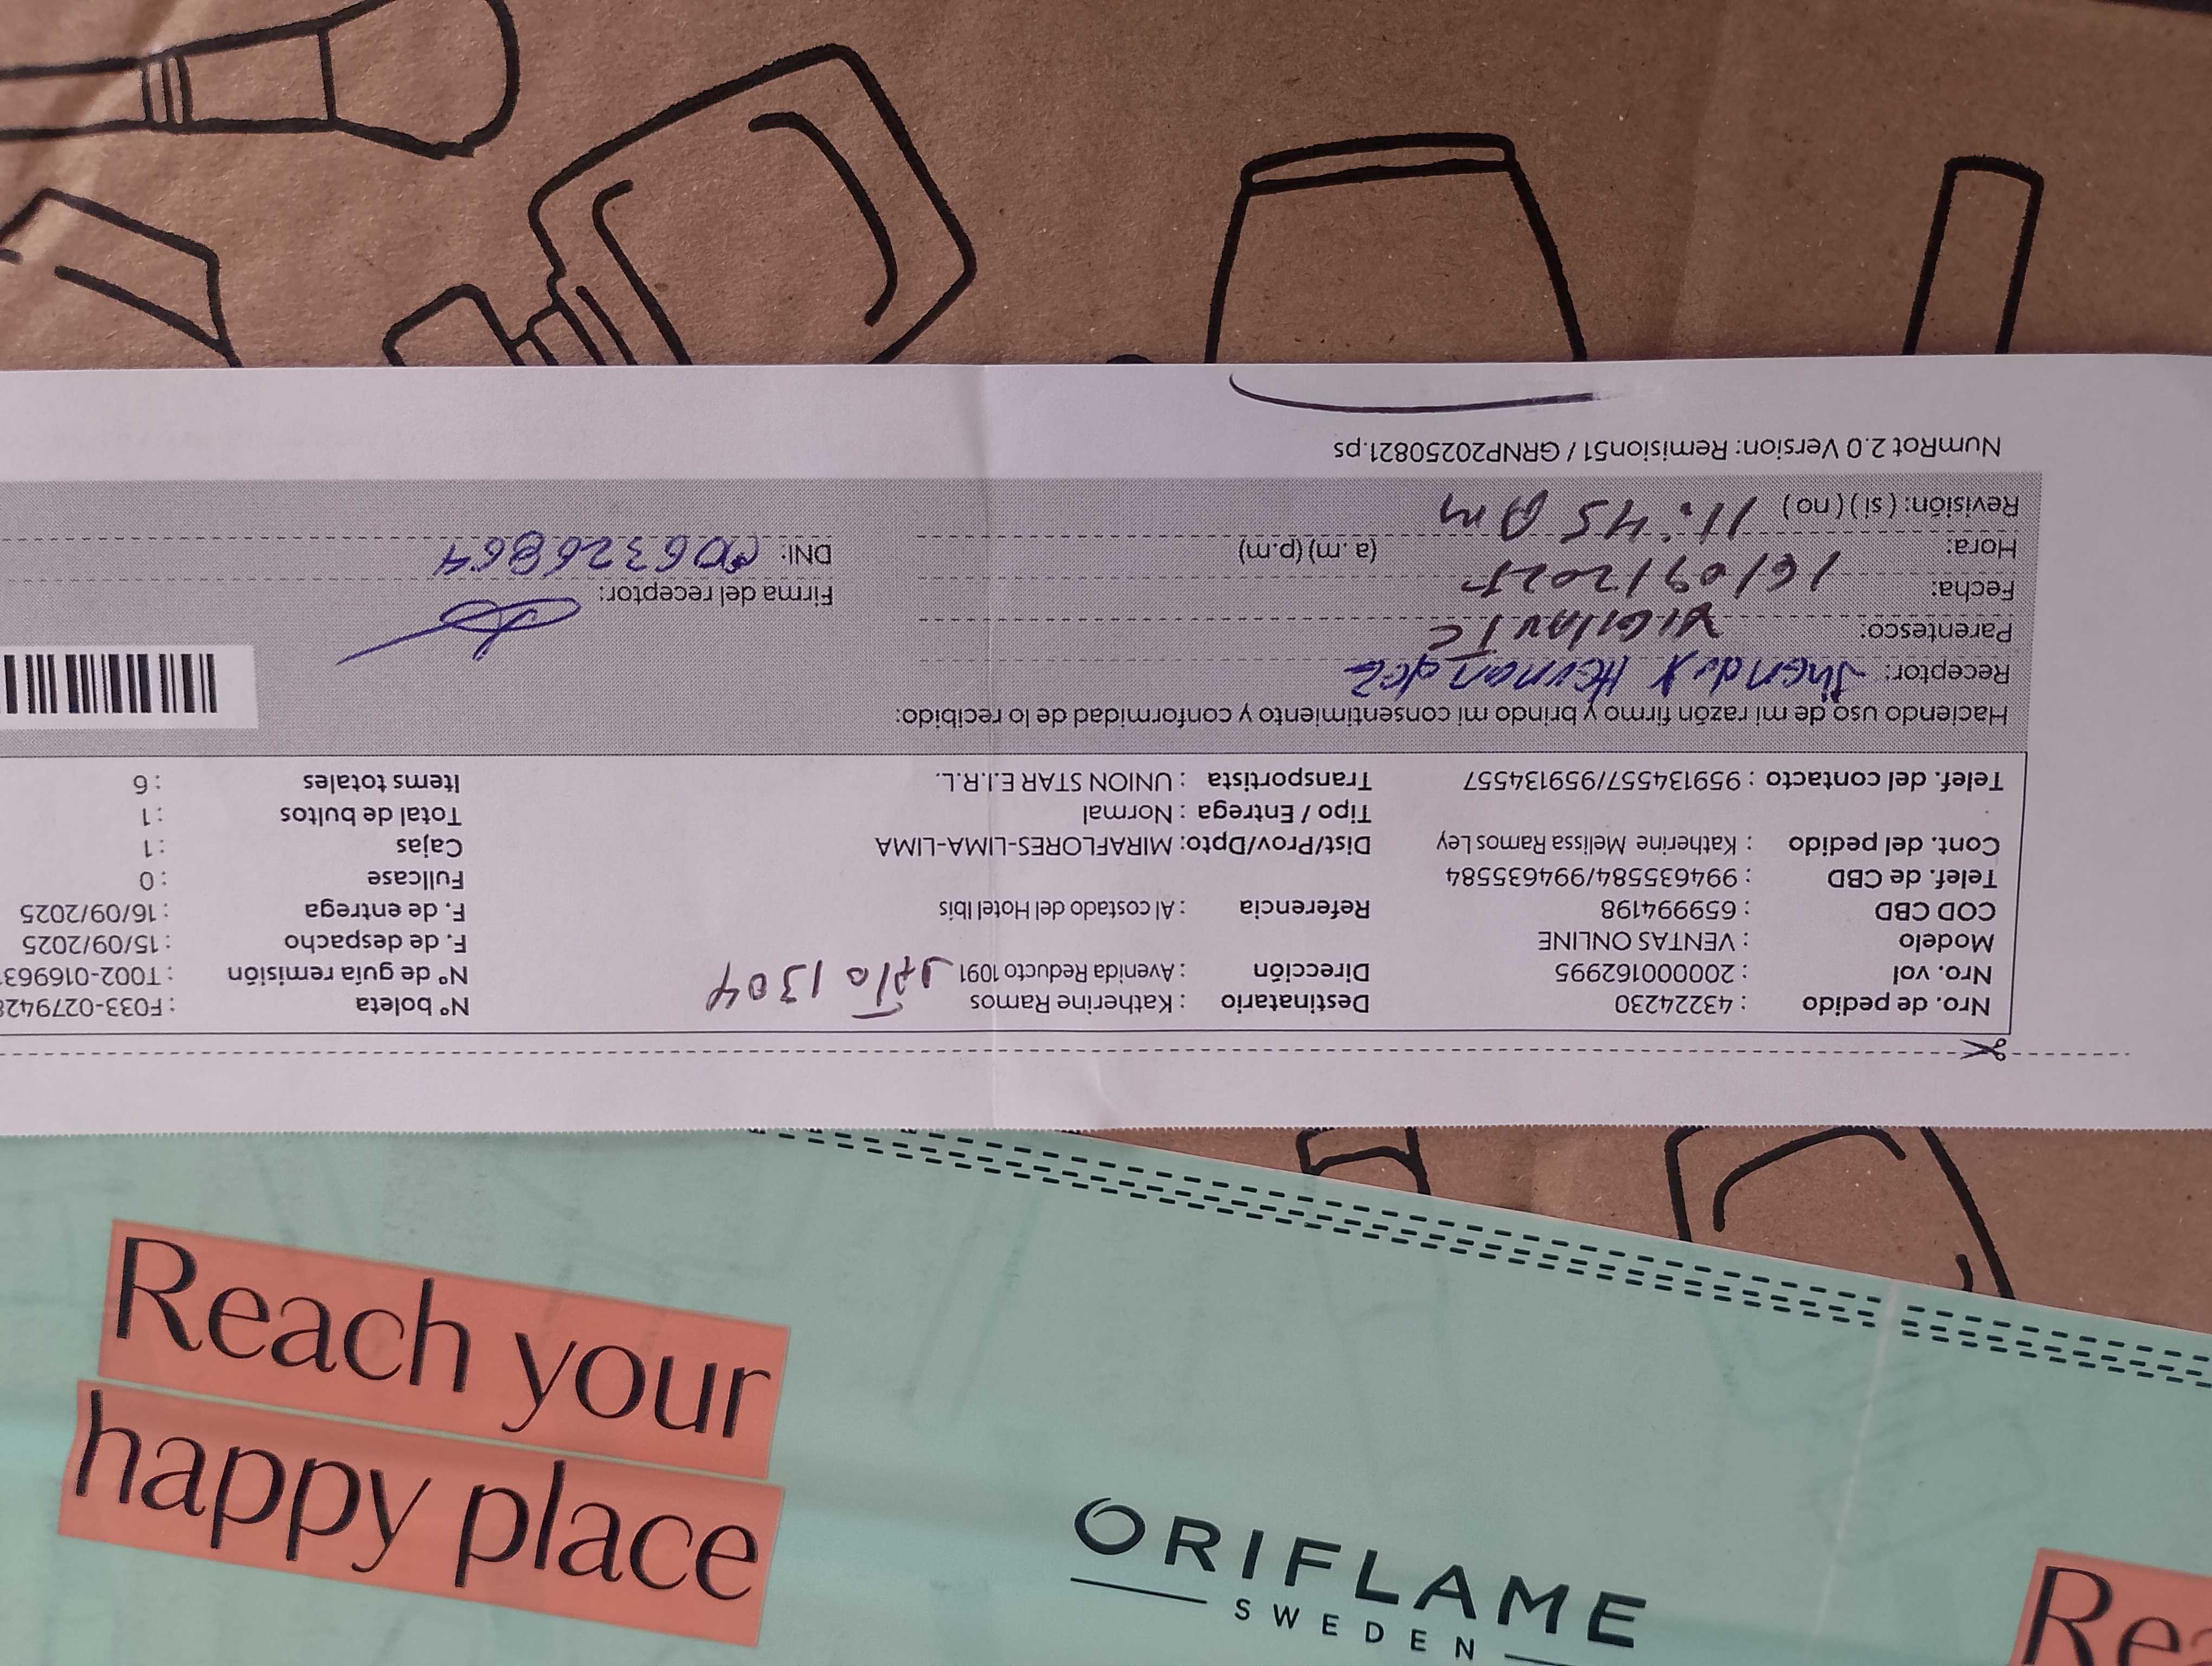 Nro. de pedido : 43224230 Destinatario : Katherine Ramos Nº boleta : F033-0279428
Nro. vol : 20000162995 Dirección : Avenida Reducto 1091 Dpto 1304 Nº de guía remisión : T002-016963
Modelo : VENTAS ONLINE F. de despacho : 15/09/2025
COD CBD : 659994198 Referencia : Al costado del Hotel Ibis F. de entrega : 16/09/2025
Telef. de CBD : 994635584/994635584 Fullcase : 0
Cont. del pedido : Katherine Melissa Ramos Ley Dist/Prov/Dpto: MIRAFLORES-LIMA-LIMA Cajas : 1
Tipo / Entrega : Normal Total de bultos : 1
Telef. del contacto : 959134557/959134557 Transportista : UNION STAR E.I.R.L. Items totales : 6
Haciendo uso de mi razón firmo y brindo mi consentimiento y conformidad de lo recibido:
Receptor: Hernandez
Parentesco: VIGILANTE
Fecha: 16/09/2025 Firma del receptor:
Hora: 11:45 Am (a.m) (p.m) DNI: 006326864
Revisión: ( si ) ( no )
NumRot 2.0 Version: Remision51 / GRNP20250821.ps
Reach your
happy place
ORIFLAME
SWEDEN
Rea